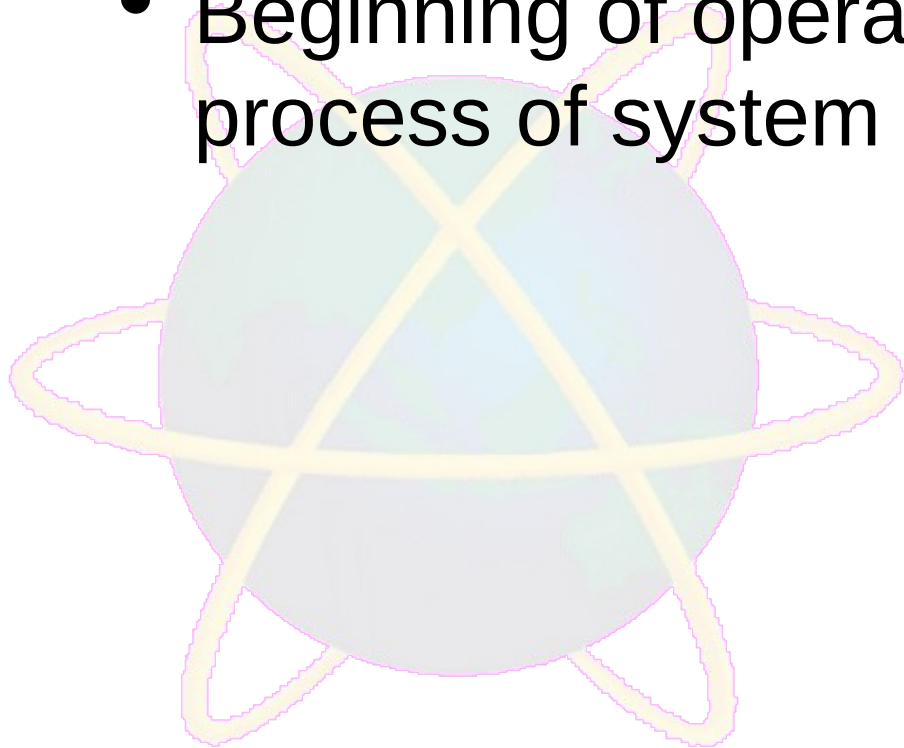 • Beginning of opera
process of system